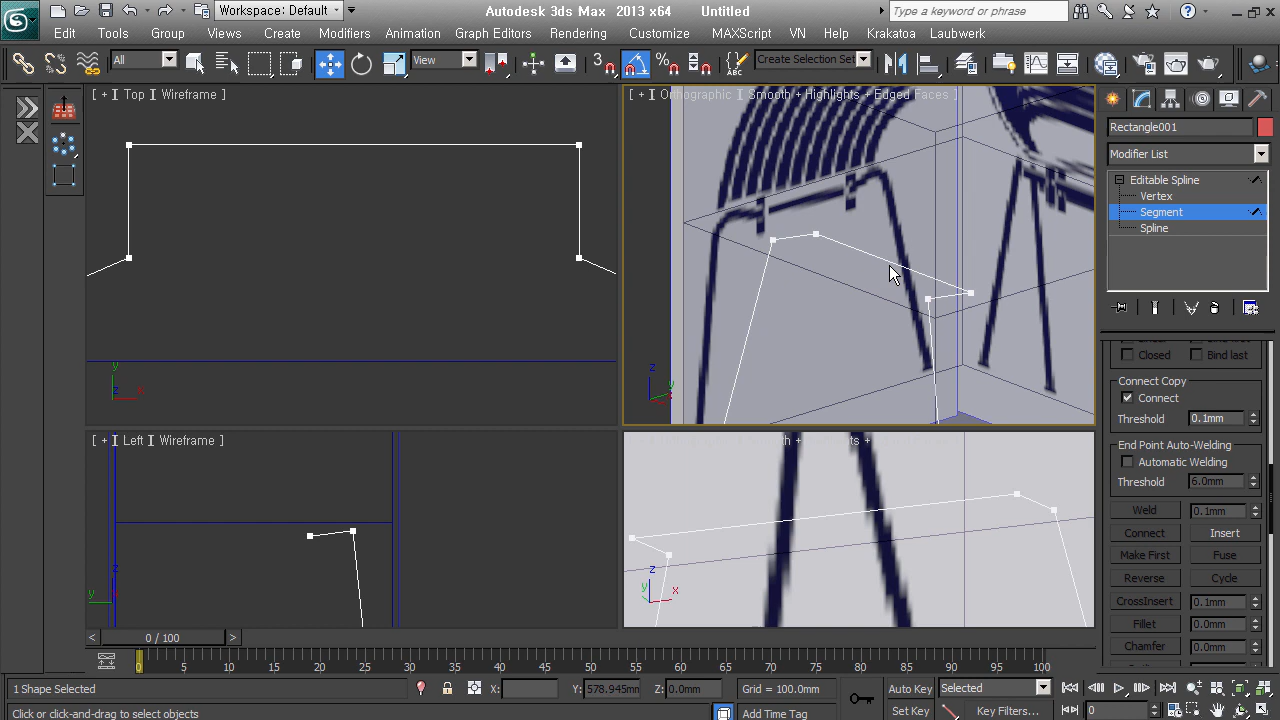 Workspace: Default
Autodesk 3ds Max 2013 x64 Untitled
Type a keyword or phrase
Edit Tools Group Views Create Modifiers Animation Graph Editors Rendering Customize MAXScript VN Help Krakatoa Laubwerk
All
View
3
Create Selection Set
[ + ] Top ] Wireframe ]
[ + ] Orthographic ] Smooth + Highlights + Edged Faces ]
Rectangle001
Modifier List
Editable Spline
Vertex
Segment
Spline
y
z x
z
y
x
Closed
Bind last
Connect Copy
Connect
Threshold 0.1mm
End Point Auto-Welding
Automatic Welding
Threshold 6.0mm
Weld 0.1mm
Connect Insert
Make First Fuse
Reverse Cycle
CrossInsert 0.1mm
Fillet 0.0mm
Chamfer 0.0mm
[ + ] Left ] Wireframe ]
z
y
z
y
x
< 0 / 100 >
0 5 10 15 20 25 30 35 40 45 50 55 60 65 70 75 80 85 90 95 100
1 Shape Selected
X:
Y: 578.945mm
Z: 0.0mm
Grid = 100.0mm
Auto Key
Selected
Click or click-and-drag to select objects
Add Time Tag
Set Key
Key Filters...
0